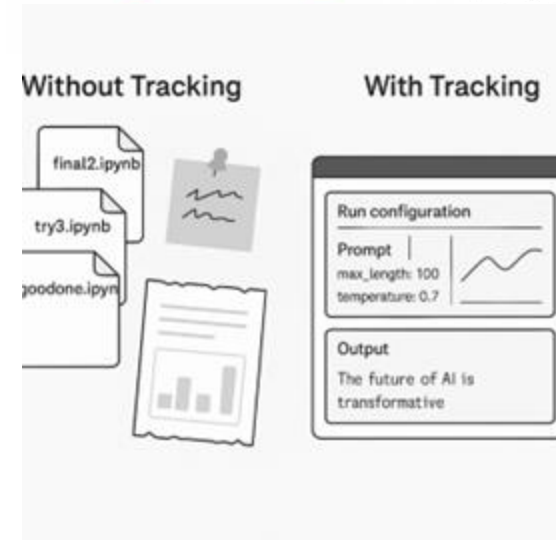 Without Tracking
final2.ipynb
try3.ipynb
goodone.ipyn
With Tracking
Run configuration
Prompt
max_length: 100
temperature: 0.7
Output
The future of AI is
transformative